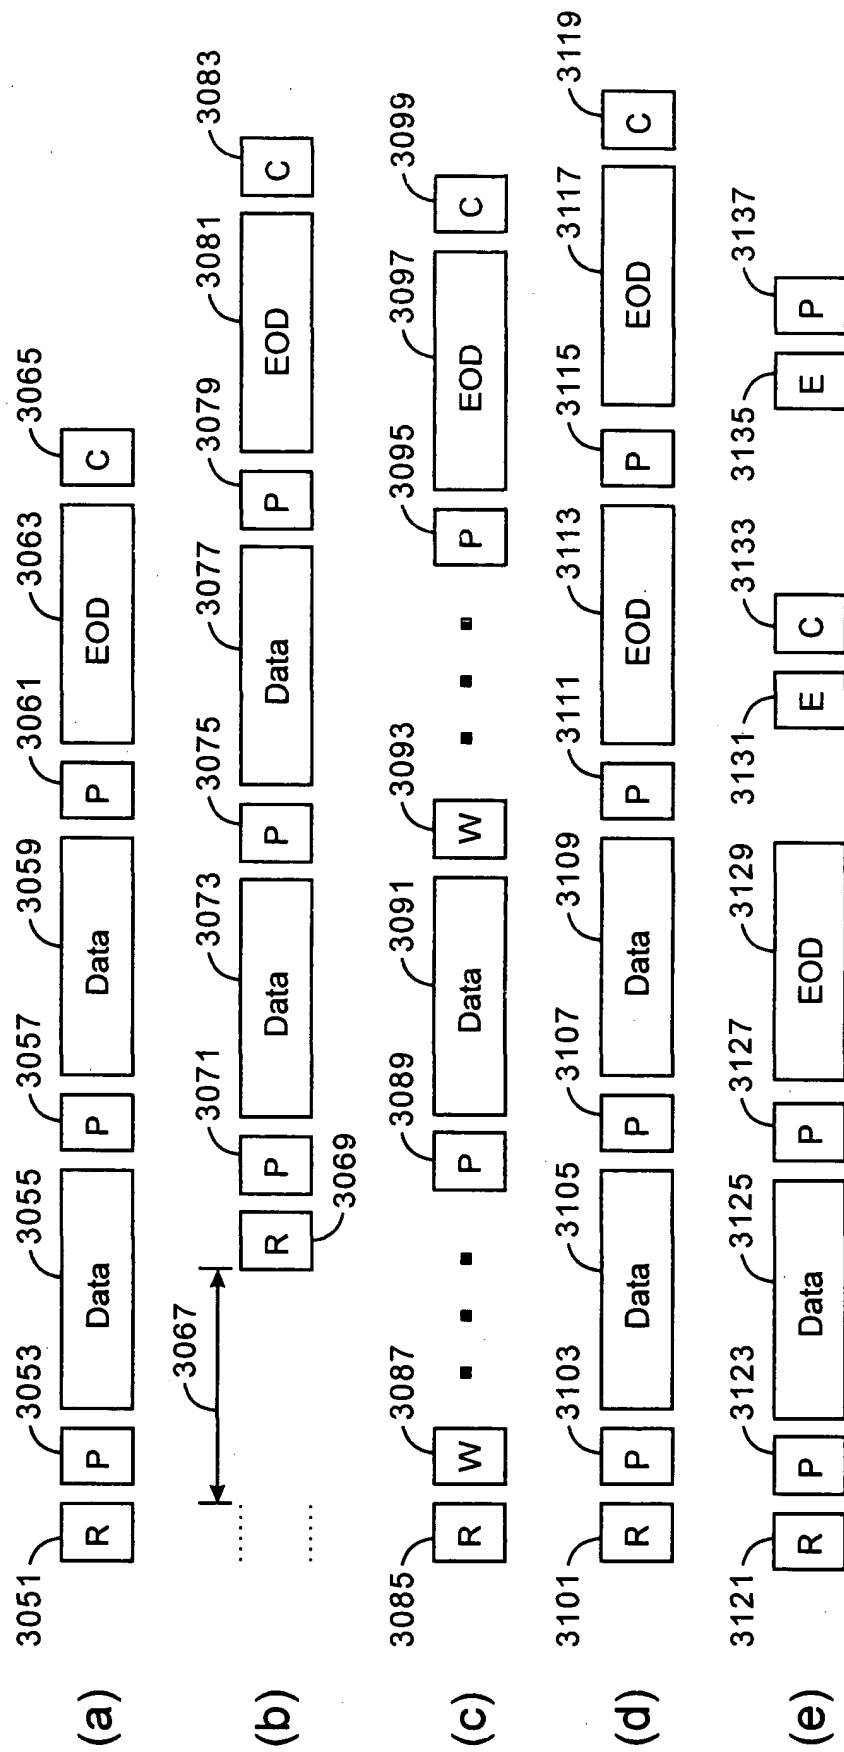 3051 3053 3055 3057 3059 3061 3063 3065
(a) R P Data P Data P EOD C
3067 3071 3073 3075 3077 3079 3081 3083
(b) R P Data P Data P EOD C
3069
3085 3087 3089 3091 3093 3095 3097 3099
(c) R W P Data W P EOD C
3101 3103 3105 3107 3109 3111 3113 3115 3117 3119
(d) R P Data P Data P EOD P EOD C
3121 3123 3125 3127 3129 3131 3133 3135 3137
(e) R P Data P EOD E C E P